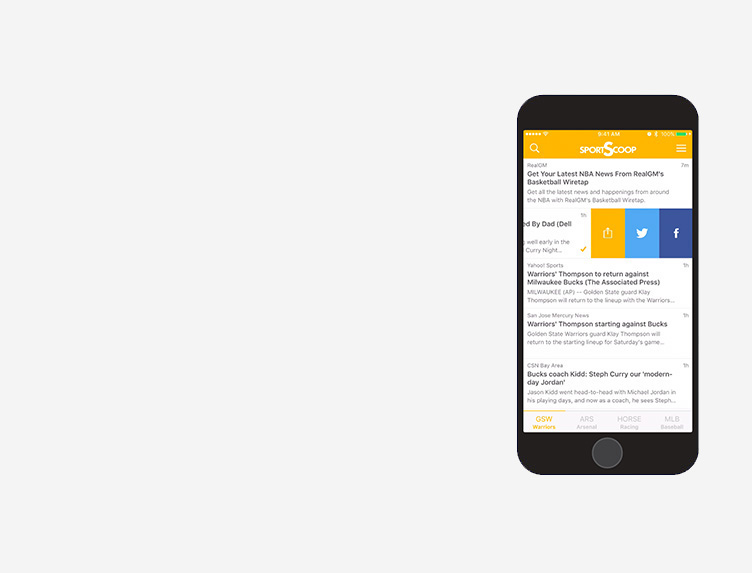 9:41 AM
100%
SPORTSCOOP
RealGM
7m
Get Your Latest NBA News From RealGM's
Basketball Wiretap
Get all the latest news and happenings from around
the NBA with RealGM's Basketball Wiretap.
1h
ed By Dad (Dell
well early in the
Curry Night...
Yahoo! Sports
1h
Warriors' Thompson to return against
Milwaukee Bucks (The Associated Press)
MILWAUKEE (AP) -- Golden State guard Klay
Thompson will return to the lineup with the Warriors...
San Jose Mercury News
1h
Warriors' Thompson starting against Bucks
Golden State Warriors guard Klay Thompson will
return to the starting lineup for Saturday's game...
CSN Bay Area
1h
Bucks coach Kidd: Steph Curry our 'modern-
day Jordan'
Jason Kidd went head-to-head with Michael Jordan in
his playing days, and now as a coach, he sees Steph...
GSW ARS HORSE MLB
Warriors Arsenal Racing Baseball